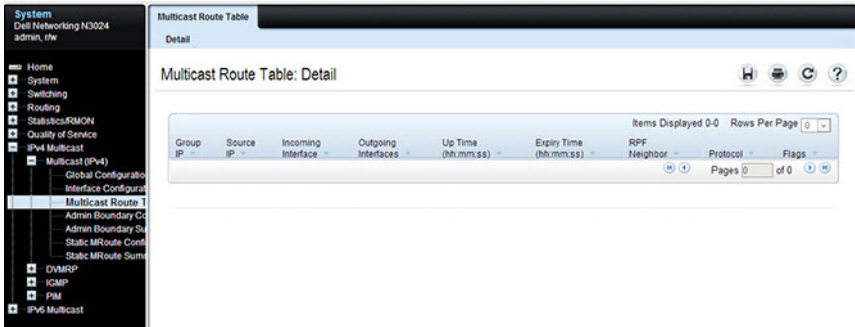 System
Dell Networking N3024
admin, r/w
Home
System
Switching
Routing
Statistics/RMON
Quality of Service
IPv4 Multicast
Multicast (IPv4)
Global Configuratio
Interface Configurat
Multicast Route T
Admin Boundary Co
Admin Boundary Su
Static MRoute Confi
Static MRoute Summ
DVMRP
IGMP
PIM
IPv6 Multicast
Multicast Route Table
Detail
Multicast Route Table: Detail
Items Displayed 0-0 Rows Per Page 0
Group IP Source IP Incoming Interface Outgoing Interfaces Up Time (hh:mm:ss) Expiry Time (hh:mm:ss) RPF Neighbor Protocol Flags
Pages 0 of 0